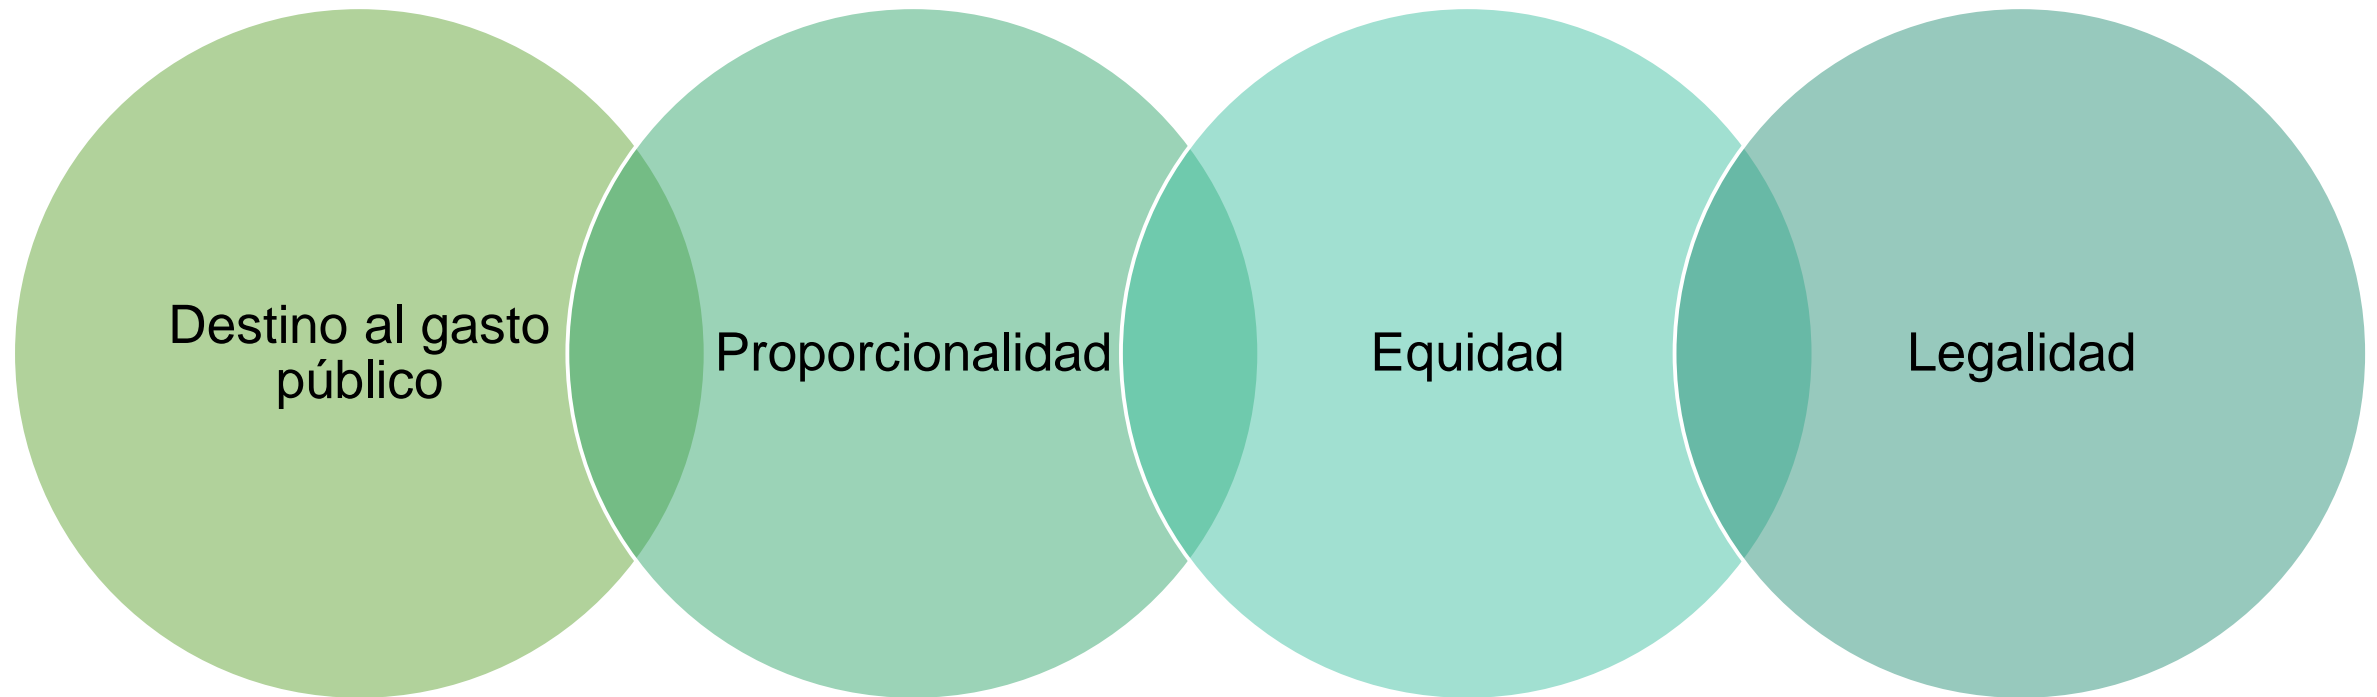 Destino al gasto
público
Proporcionalidad
Equidad
Legalidad